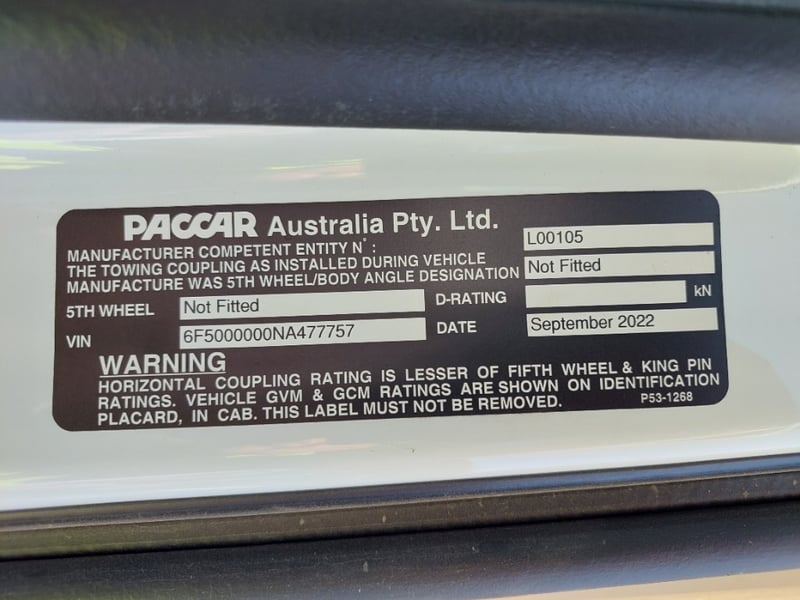 PACCAR Australia Pty. Ltd.
MANUFACTURER COMPETENT ENTITY N°: L00105
THE TOWING COUPLING AS INSTALLED DURING VEHICLE
MANUFACTURE WAS 5TH WHEEL/BODY ANGLE DESIGNATION Not Fitted
5TH WHEEL Not Fitted D-RATING kN
VIN 6F5000000NA477757 DATE September 2022
WARNING
HORIZONTAL COUPLING RATING IS LESSER OF FIFTH WHEEL & KING PIN
RATINGS. VEHICLE GVM & GCM RATINGS ARE SHOWN ON IDENTIFICATION
PLACARD, IN CAB. THIS LABEL MUST NOT BE REMOVED. P53-1268